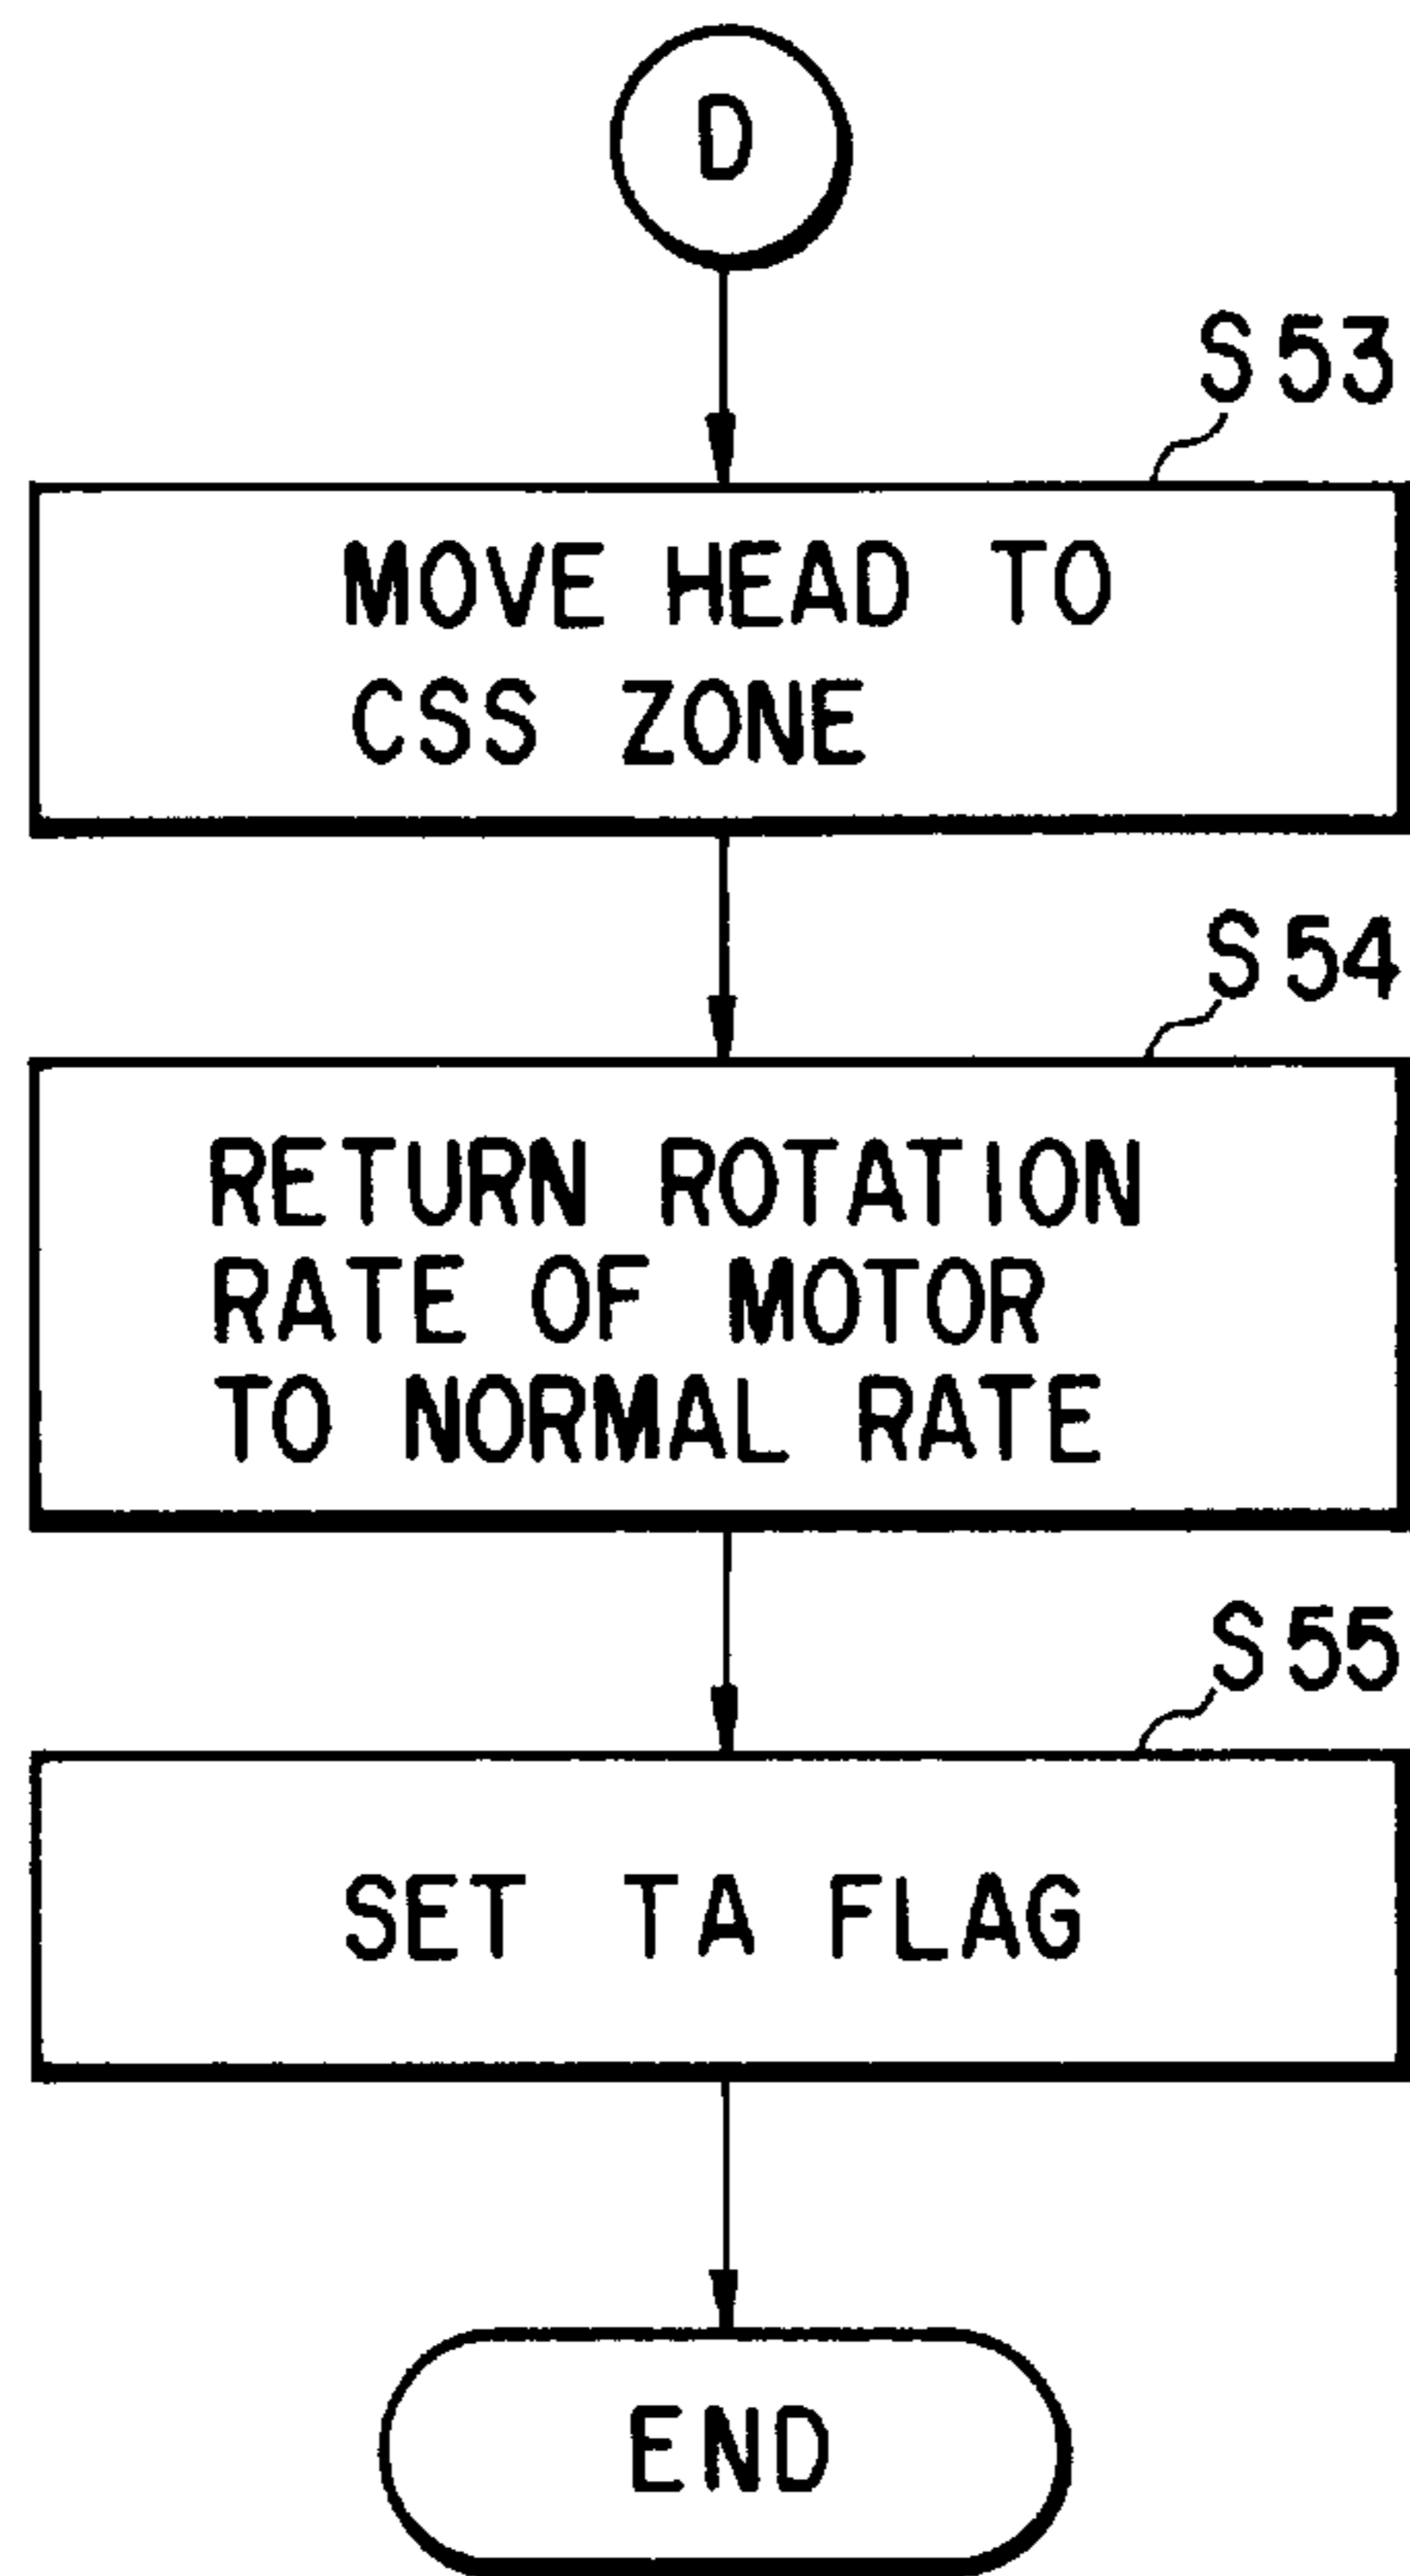 D
S53
MOVE HEAD TO
CSS ZONE
S54
RETURN ROTATION
RATE OF MOTOR
TO NORMAL RATE
S55
SET TA FLAG
END